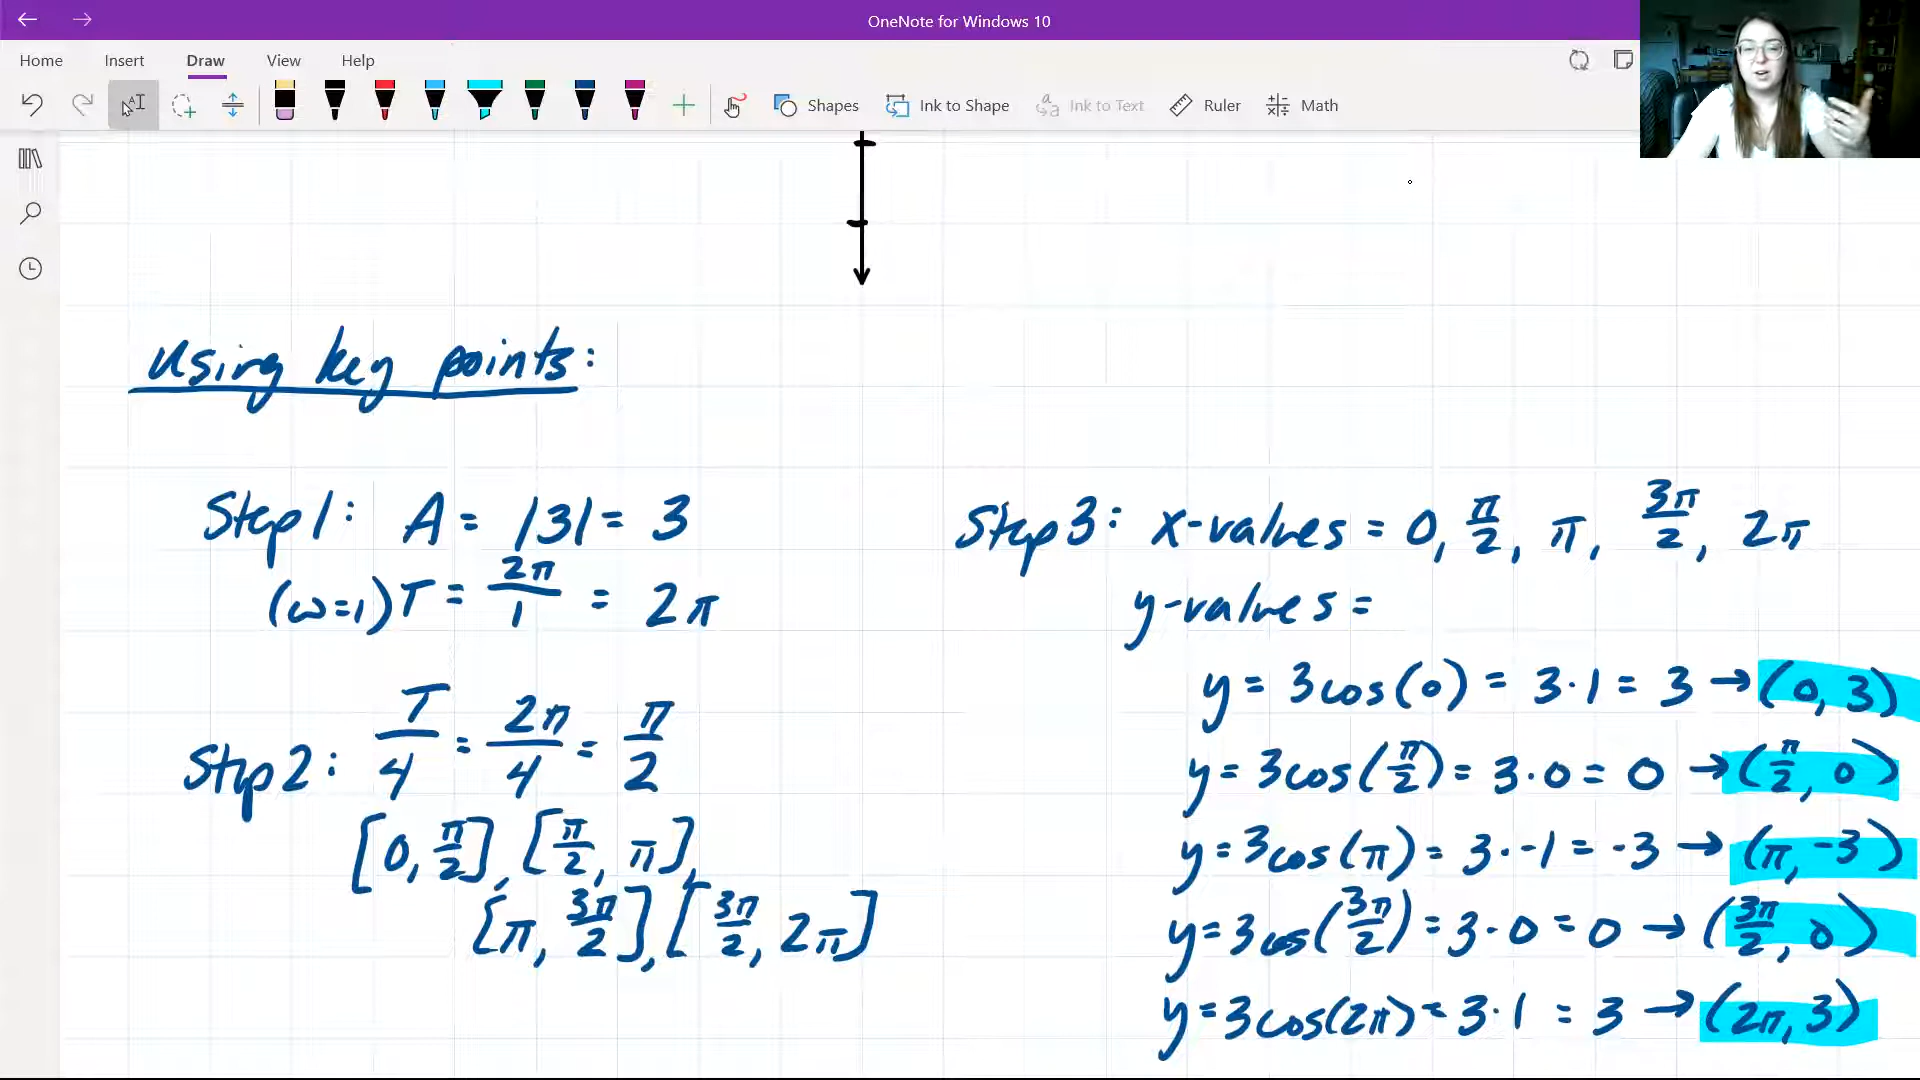 OneNote for Windows 10
Home Insert Draw View Help
Shapes Ink to Shape Ink to Text Ruler Math
Using key points:
Step 1: A = |3| = 3
(ω=1) T = 2π/1 = 2π
Step 2: T/4 = 2π/4 = π/2
[0, π/2], [π/2, π],
[π, 3π/2], [3π/2, 2π]
Step 3: x-values = 0, π/2, π, 3π/2, 2π
y-values =
y = 3cos(0) = 3·1 = 3 → (0, 3)
y = 3cos(π/2) = 3·0 = 0 → (π/2, 0)
y = 3cos(π) = 3·-1 = -3 → (π, -3)
y = 3cos(3π/2) = 3·0 = 0 → (3π/2, 0)
y = 3cos(2π) = 3·1 = 3 → (2π, 3)